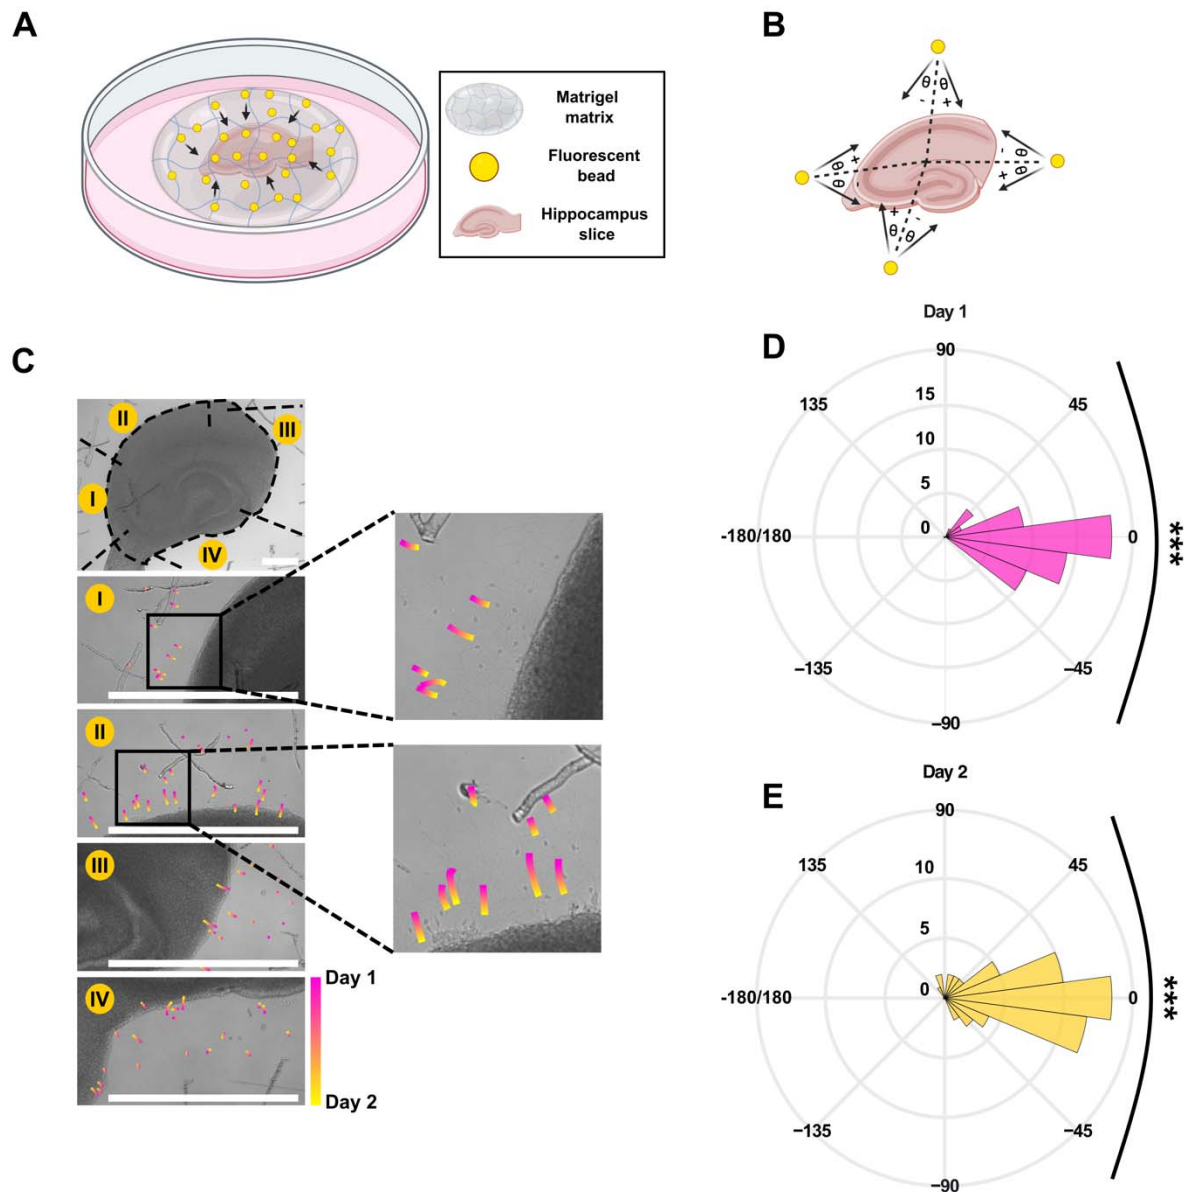 A
Matrigel
matrix
Fluorescent
bead
Hippocampus
slice
B
θ θ
- +
θ + + θ
- θ + θ
+ -
θ θ
C
II
III
I
IV
I
II
III
IV
Day 1
Day 2
D
Day 1
90
135
15
45
10
5
0
-180/180
0
***
−135
−45
−90
E
Day 2
90
135
10
45
5
0
-180/180
0
***
−135
−45
−90